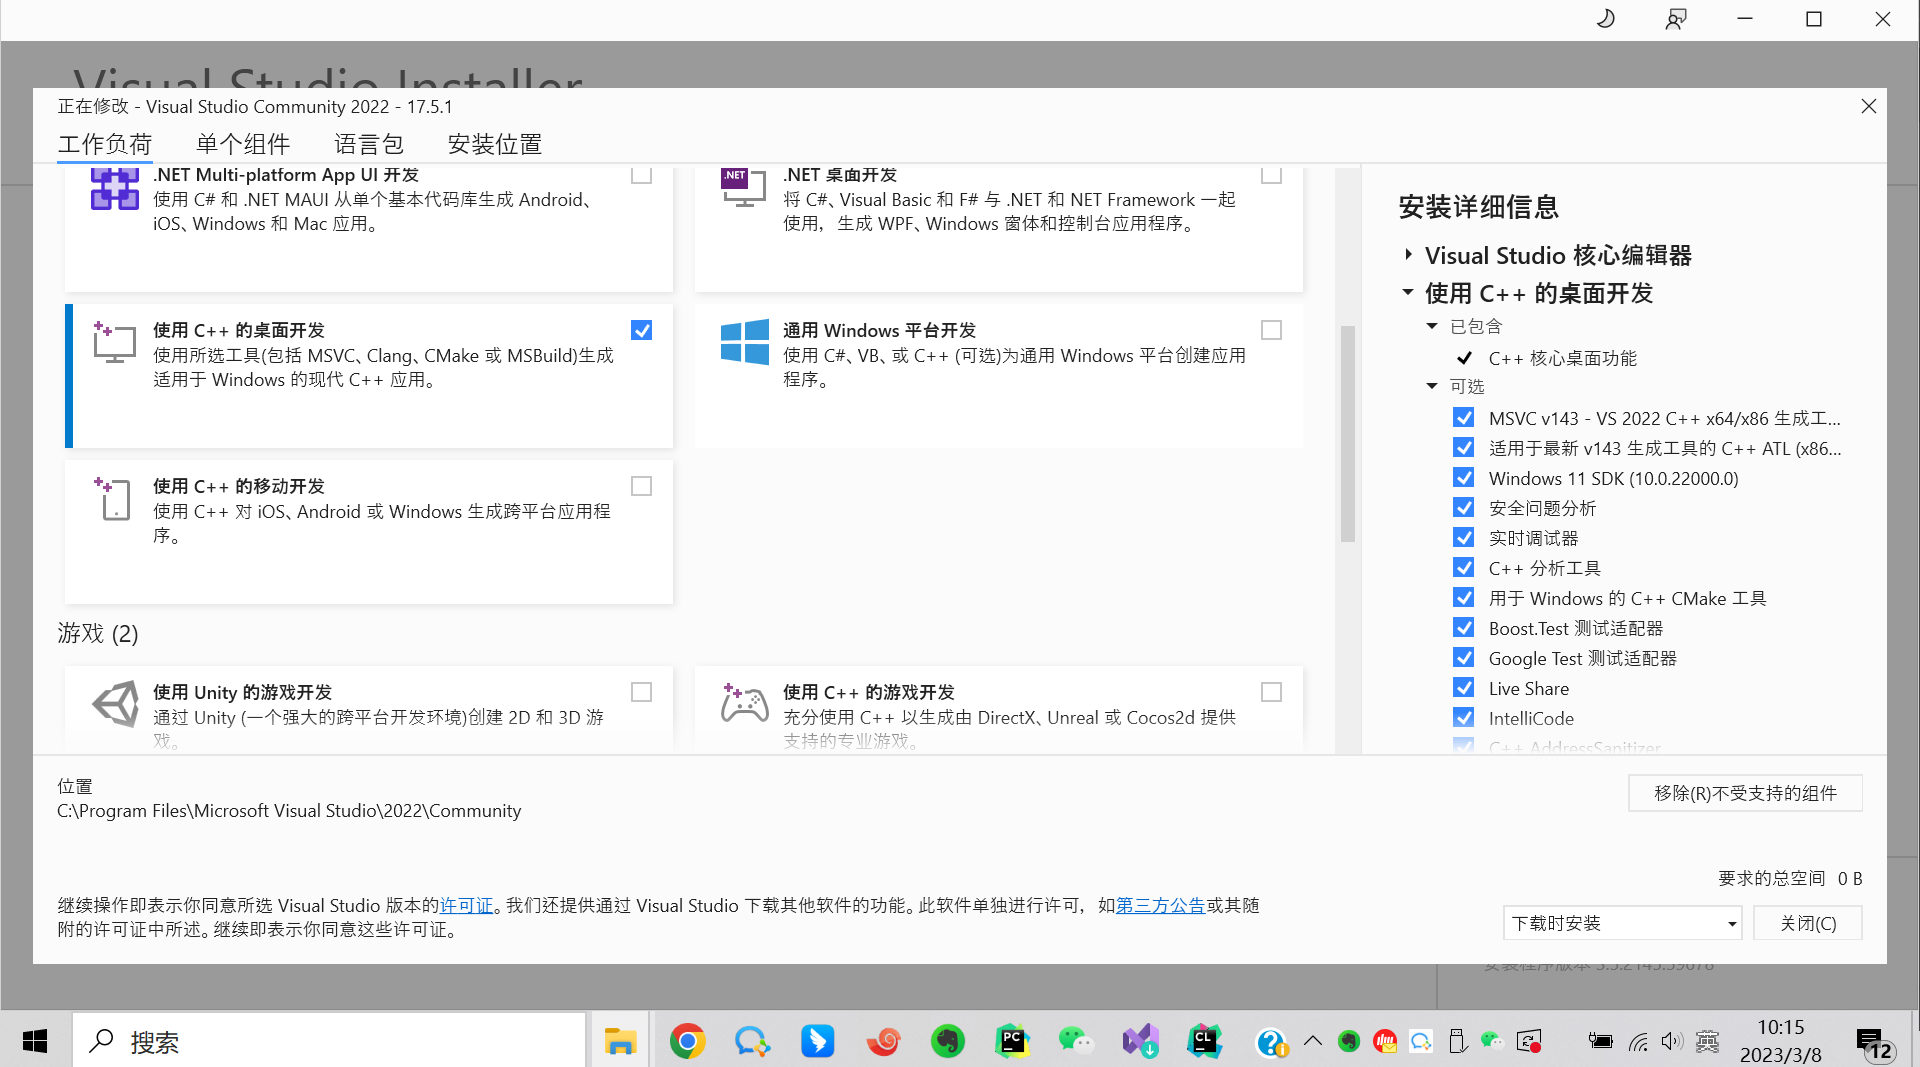 Visual Studio Installer
正在修改 - Visual Studio Community 2022 - 17.5.1
工作负荷 单个组件 语言包 安装位置
.NET Multi-platform App UI 开发
使用 C# 和 .NET MAUI 从单个基本代码库生成 Android、
iOS、Windows 和 Mac 应用。
.NET
.NET 桌面开发
将 C#、Visual Basic 和 F# 与 .NET 和 NET Framework 一起
使用，生成 WPF、Windows 窗体和控制台应用程序。
使用 C++ 的桌面开发
使用所选工具(包括 MSVC、Clang、CMake 或 MSBuild)生成
适用于 Windows 的现代 C++ 应用。
通用 Windows 平台开发
使用 C#、VB、或 C++ (可选)为通用 Windows 平台创建应用
程序。
使用 C++ 的移动开发
使用 C++ 对 iOS、Android 或 Windows 生成跨平台应用程
序。
游戏 (2)
使用 Unity 的游戏开发
通过 Unity (一个强大的跨平台开发环境)创建 2D 和 3D 游
戏。
使用 C++ 的游戏开发
充分使用 C++ 以生成由 DirectX、Unreal 或 Cocos2d 提供
支持的专业游戏。
安装详细信息
Visual Studio 核心编辑器
使用 C++ 的桌面开发
已包含
C++ 核心桌面功能
可选
MSVC v143 - VS 2022 C++ x64/x86 生成工...
适用于最新 v143 生成工具的 C++ ATL (x86...
Windows 11 SDK (10.0.22000.0)
安全问题分析
实时调试器
C++ 分析工具
用于 Windows 的 C++ CMake 工具
Boost.Test 测试适配器
Google Test 测试适配器
Live Share
IntelliCode
C++ AddressSanitizer
位置
C:\Program Files\Microsoft Visual Studio\2022\Community
移除(R)不受支持的组件
要求的总空间 0 B
继续操作即表示你同意所选 Visual Studio 版本的许可证。我们还提供通过 Visual Studio 下载其他软件的功能。此软件单独进行许可，如第三方公告或其随
附的许可证中所述。继续即表示你同意这些许可证。
下载时安装
关闭(C)
安装程序版本 3.5.2145.59678
搜索
PC
CL
英
10:15
2023/3/8
12